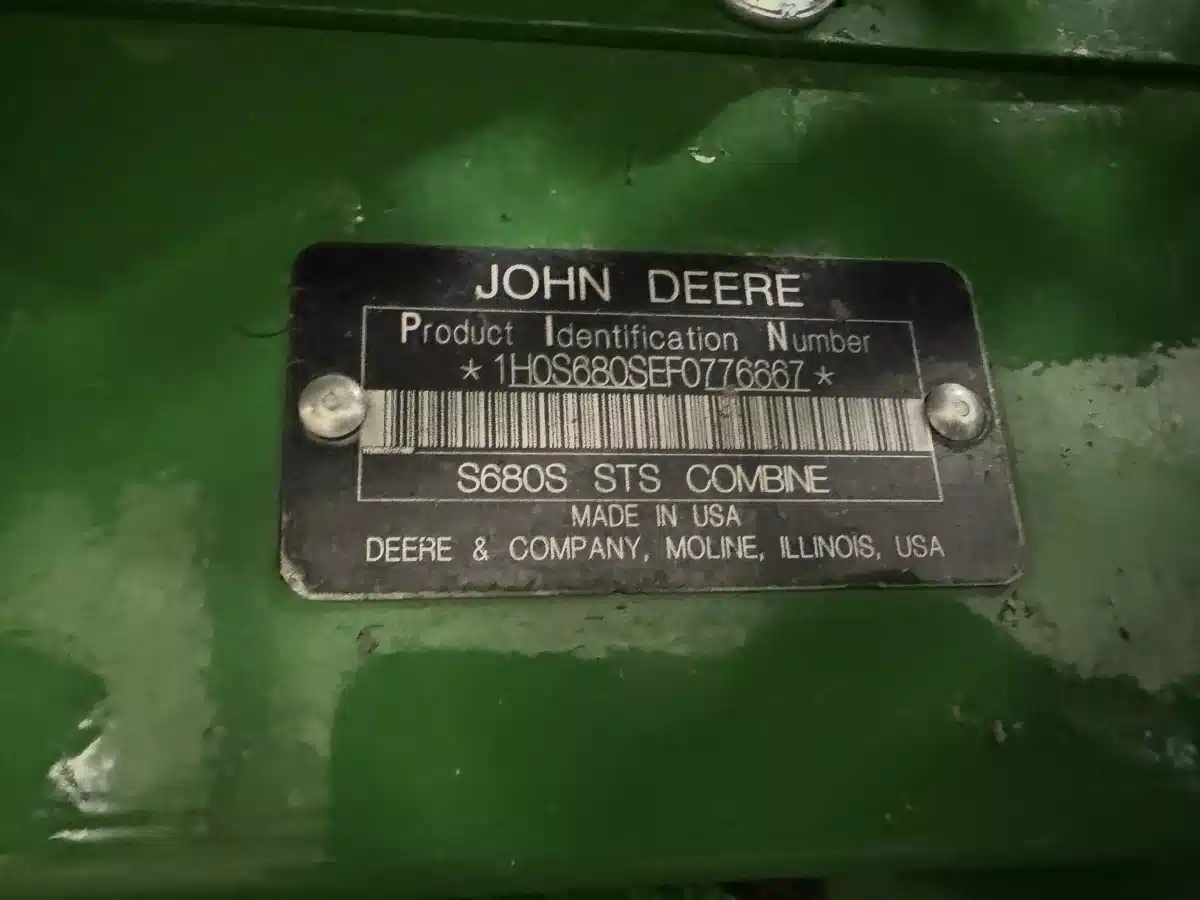 JOHN DEERE
Product Identification Number
*1H0S680SEF0776667*
S680S STS COMBINE
MADE IN USA
DEERE & COMPANY, MOLINE, ILLINOIS, USA